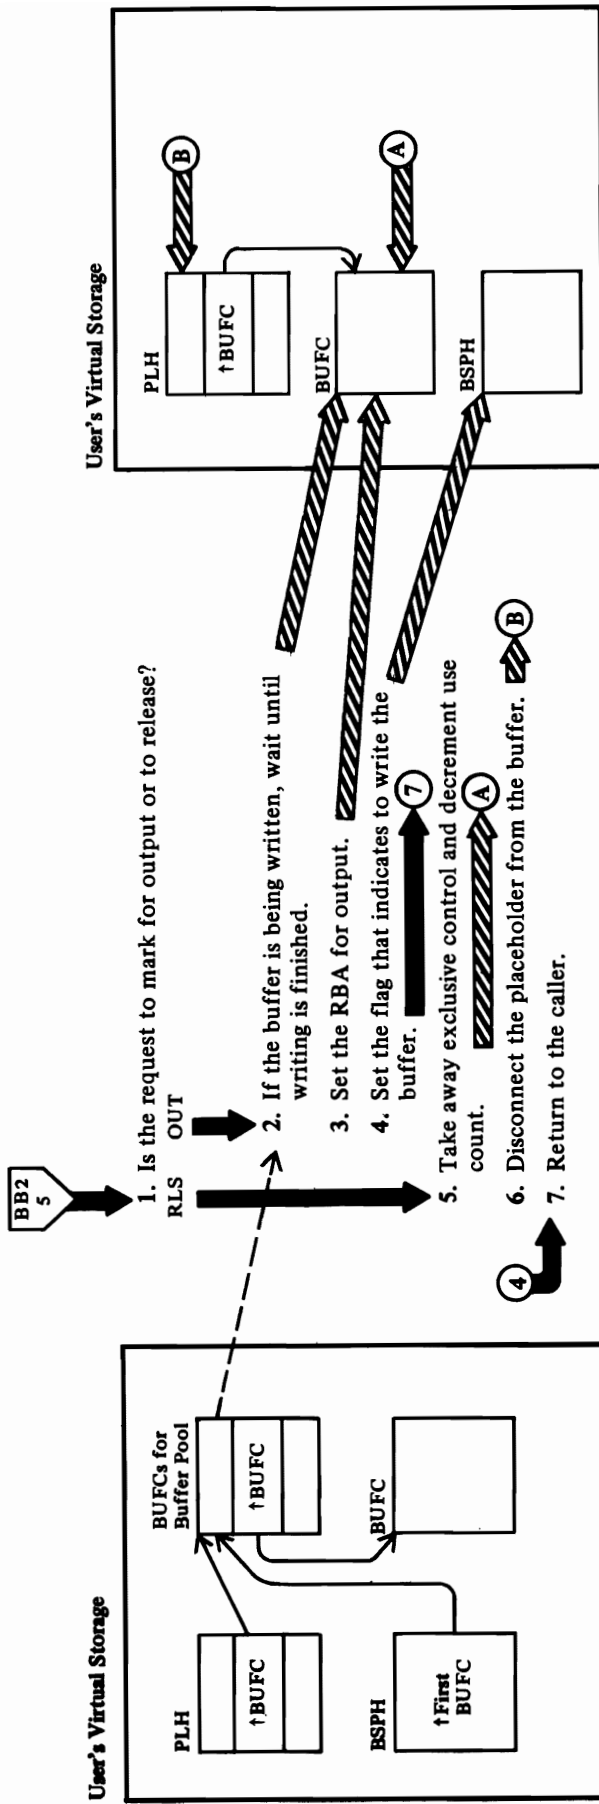 User's Virtual Storage
PLH
↑BUFC
BUFCs for
Buffer Pool
↑BUFC
BSPH
↑First
BUFC
BUFC
BB2
5
1. Is the request to mark for output or to release?
RLS
OUT
2. If the buffer is being written, wait until
writing is finished.
3. Set the RBA for output.
4. Set the flag that indicates to write the
buffer.
7
5. Take away exclusive control and decrement use
count.
A
6. Disconnect the placeholder from the buffer.
B
4
7. Return to the caller.
User's Virtual Storage
PLH
↑BUFC
B
BUFC
A
BSPH